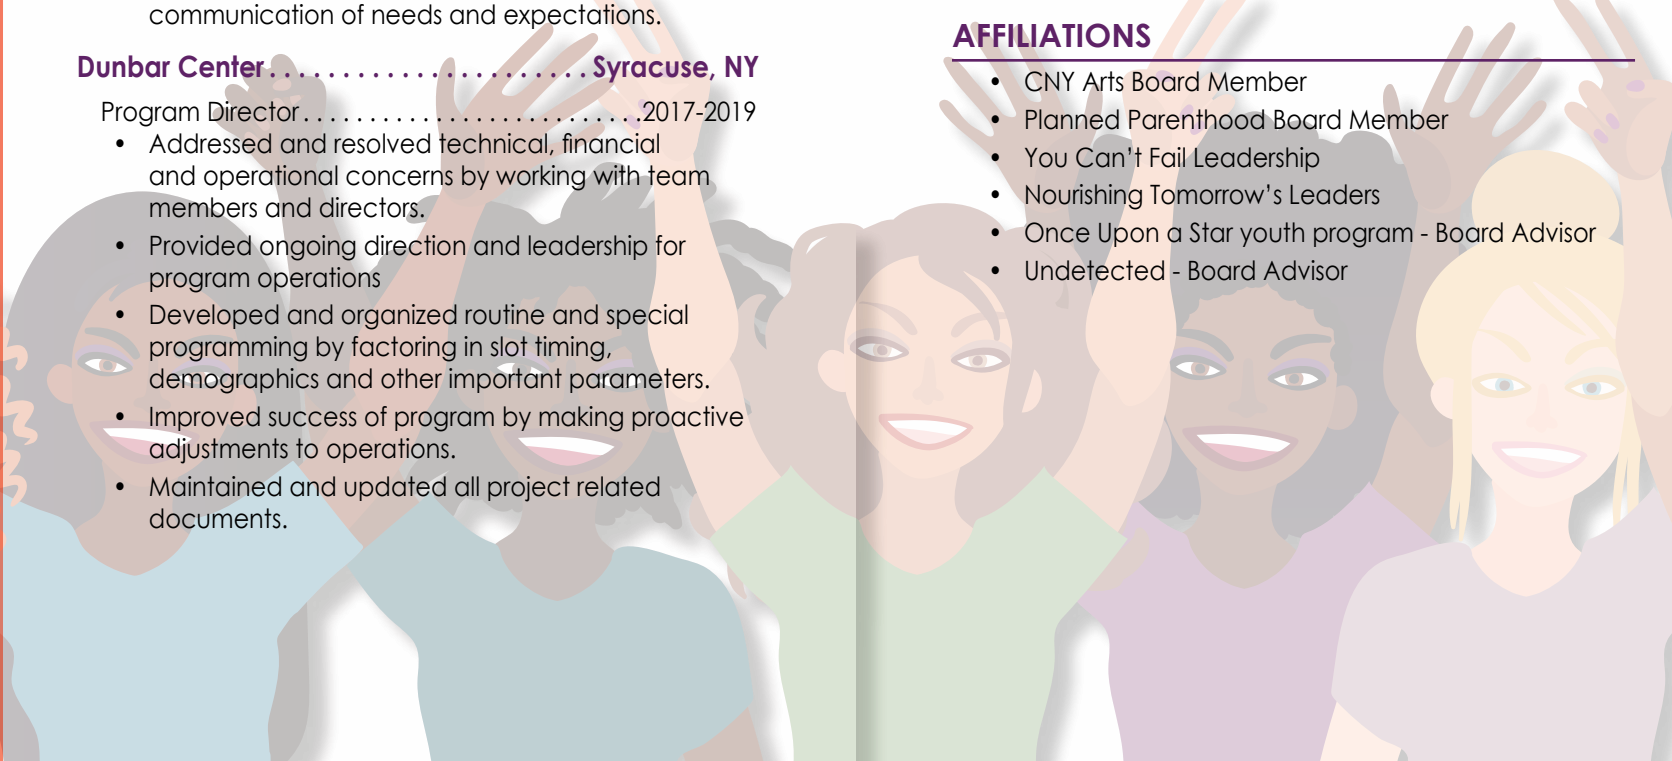 communication of needs and expectations.
Dunbar Center . . . . . . . . . . . . . . . . . . . . . . Syracuse, NY
Program Director . . . . . . . . . . . . . . . . . . . . . . . . . .2017-2019
• Addressed and resolved technical, financial
and operational concerns by working with team
members and directors.
• Provided ongoing direction and leadership for
program operations
• Developed and organized routine and special
programming by factoring in slot timing,
demographics and other important parameters.
• Improved success of program by making proactive
adjustments to operations.
• Maintained and updated all project related
documents.
AFFILIATIONS
• CNY Arts Board Member
• Planned Parenthood Board Member
• You Can't Fail Leadership
• Nourishing Tomorrow's Leaders
• Once Upon a Star youth program - Board Advisor
• Undetected - Board Advisor